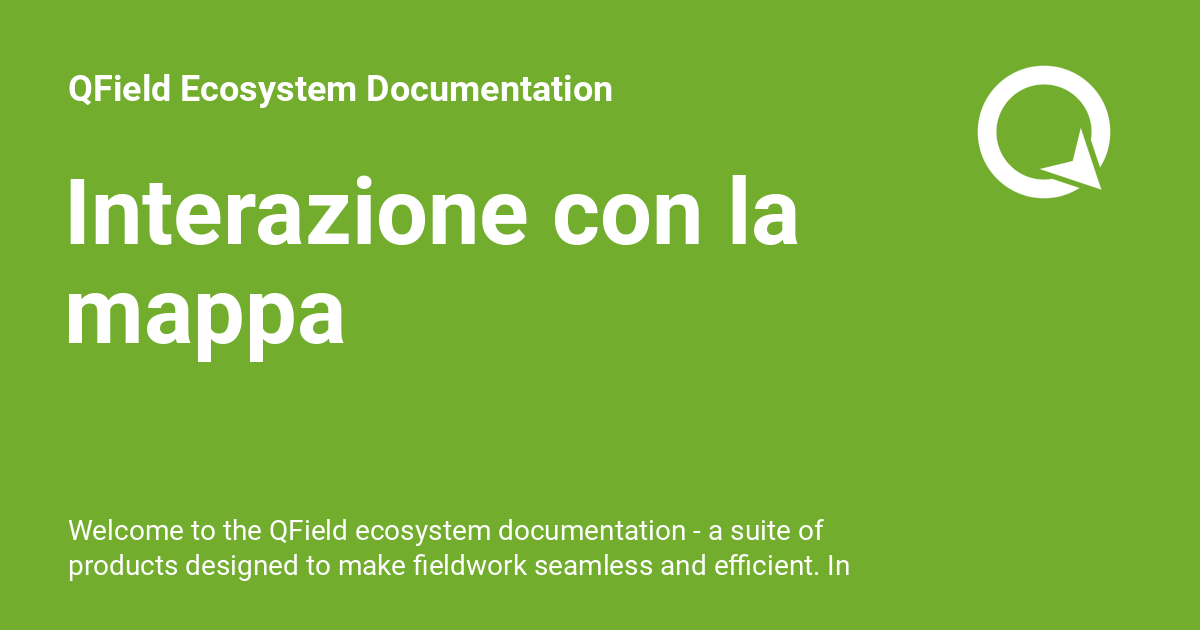 QField Ecosystem Documentation
Interazione con la
mappa
Welcome to the QField ecosystem documentation - a suite of
products designed to make fieldwork seamless and efficient. In